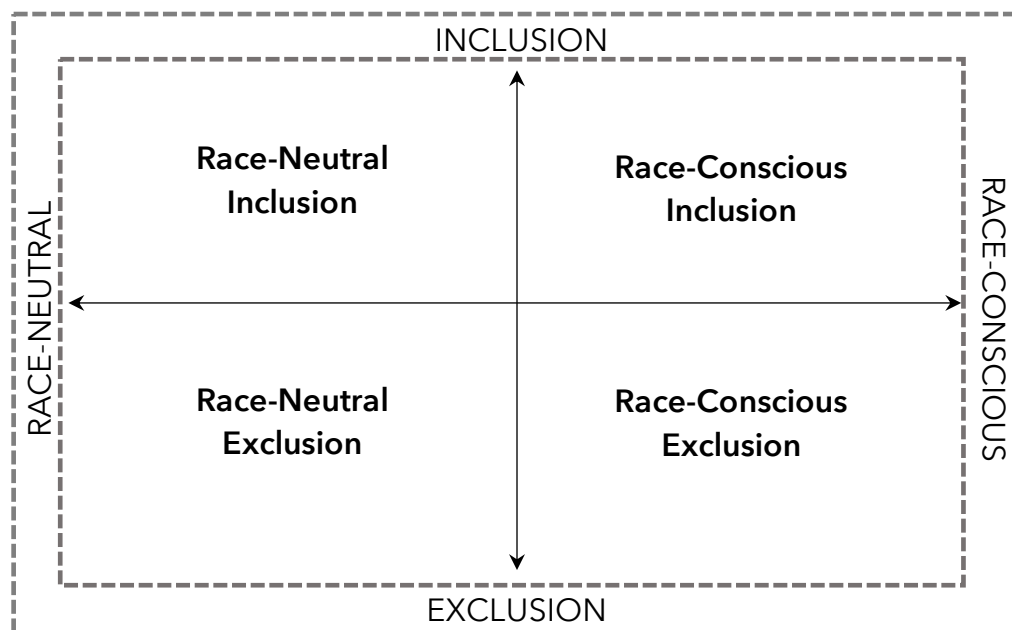 INCLUSION
Race-Neutral
Inclusion
Race-Conscious
Inclusion
RACE-NEUTRAL
RACE-CONSCIOUS
Race-Neutral
Exclusion
Race-Conscious
Exclusion
EXCLUSION